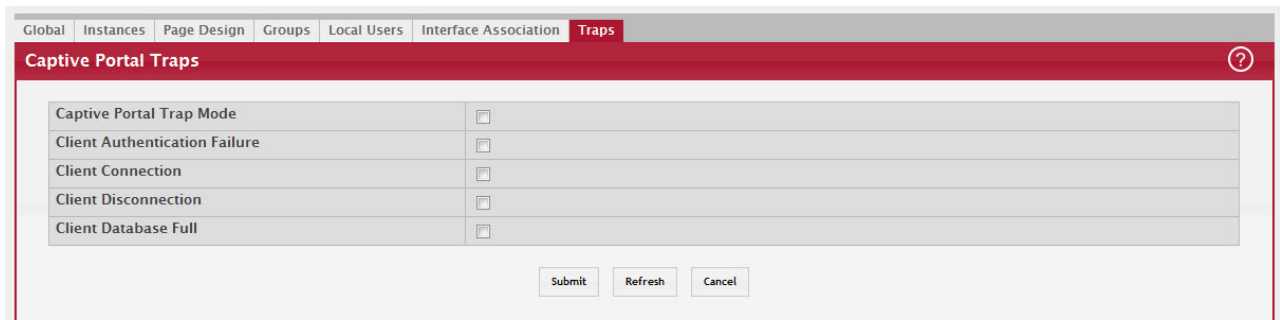 Global Instances Page Design Groups Local Users Interface Association Traps
Captive Portal Traps ?
Captive Portal Trap Mode
Client Authentication Failure
Client Connection
Client Disconnection
Client Database Full
Submit Refresh Cancel